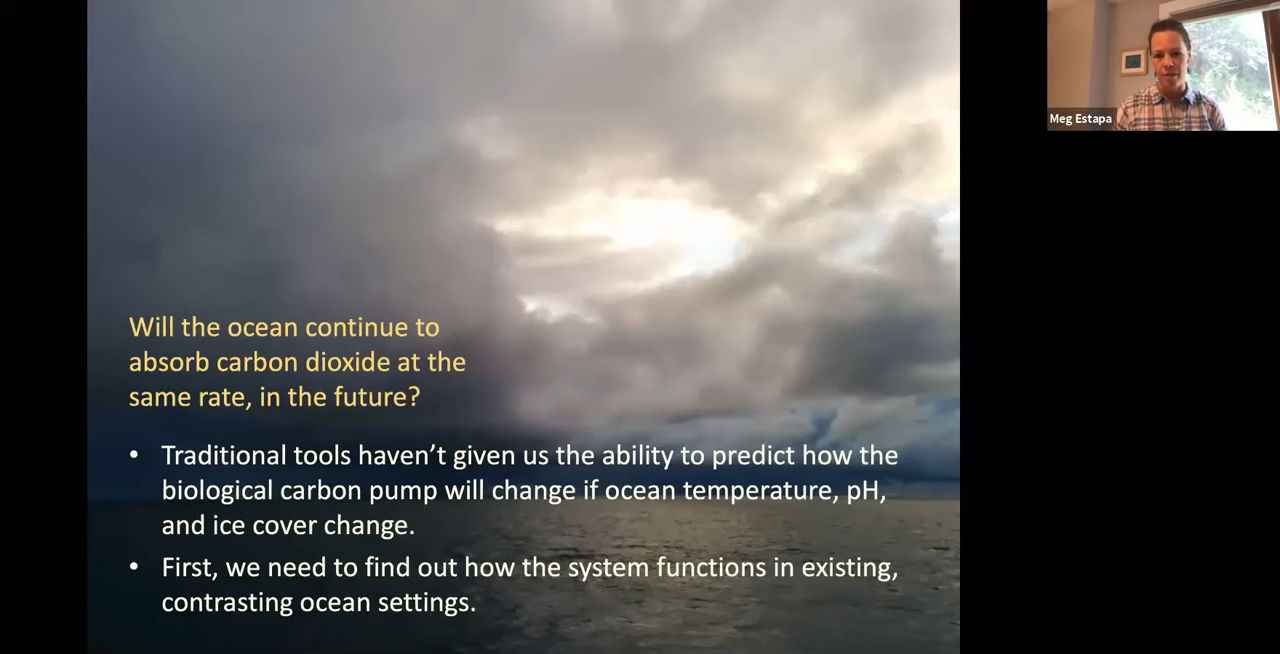 Meg Estapa
Will the ocean continue to
absorb carbon dioxide at the
same rate, in the future?
• Traditional tools haven’t given us the ability to predict how the
biological carbon pump will change if ocean temperature, pH,
and ice cover change.
• First, we need to find out how the system functions in existing,
contrasting ocean settings.